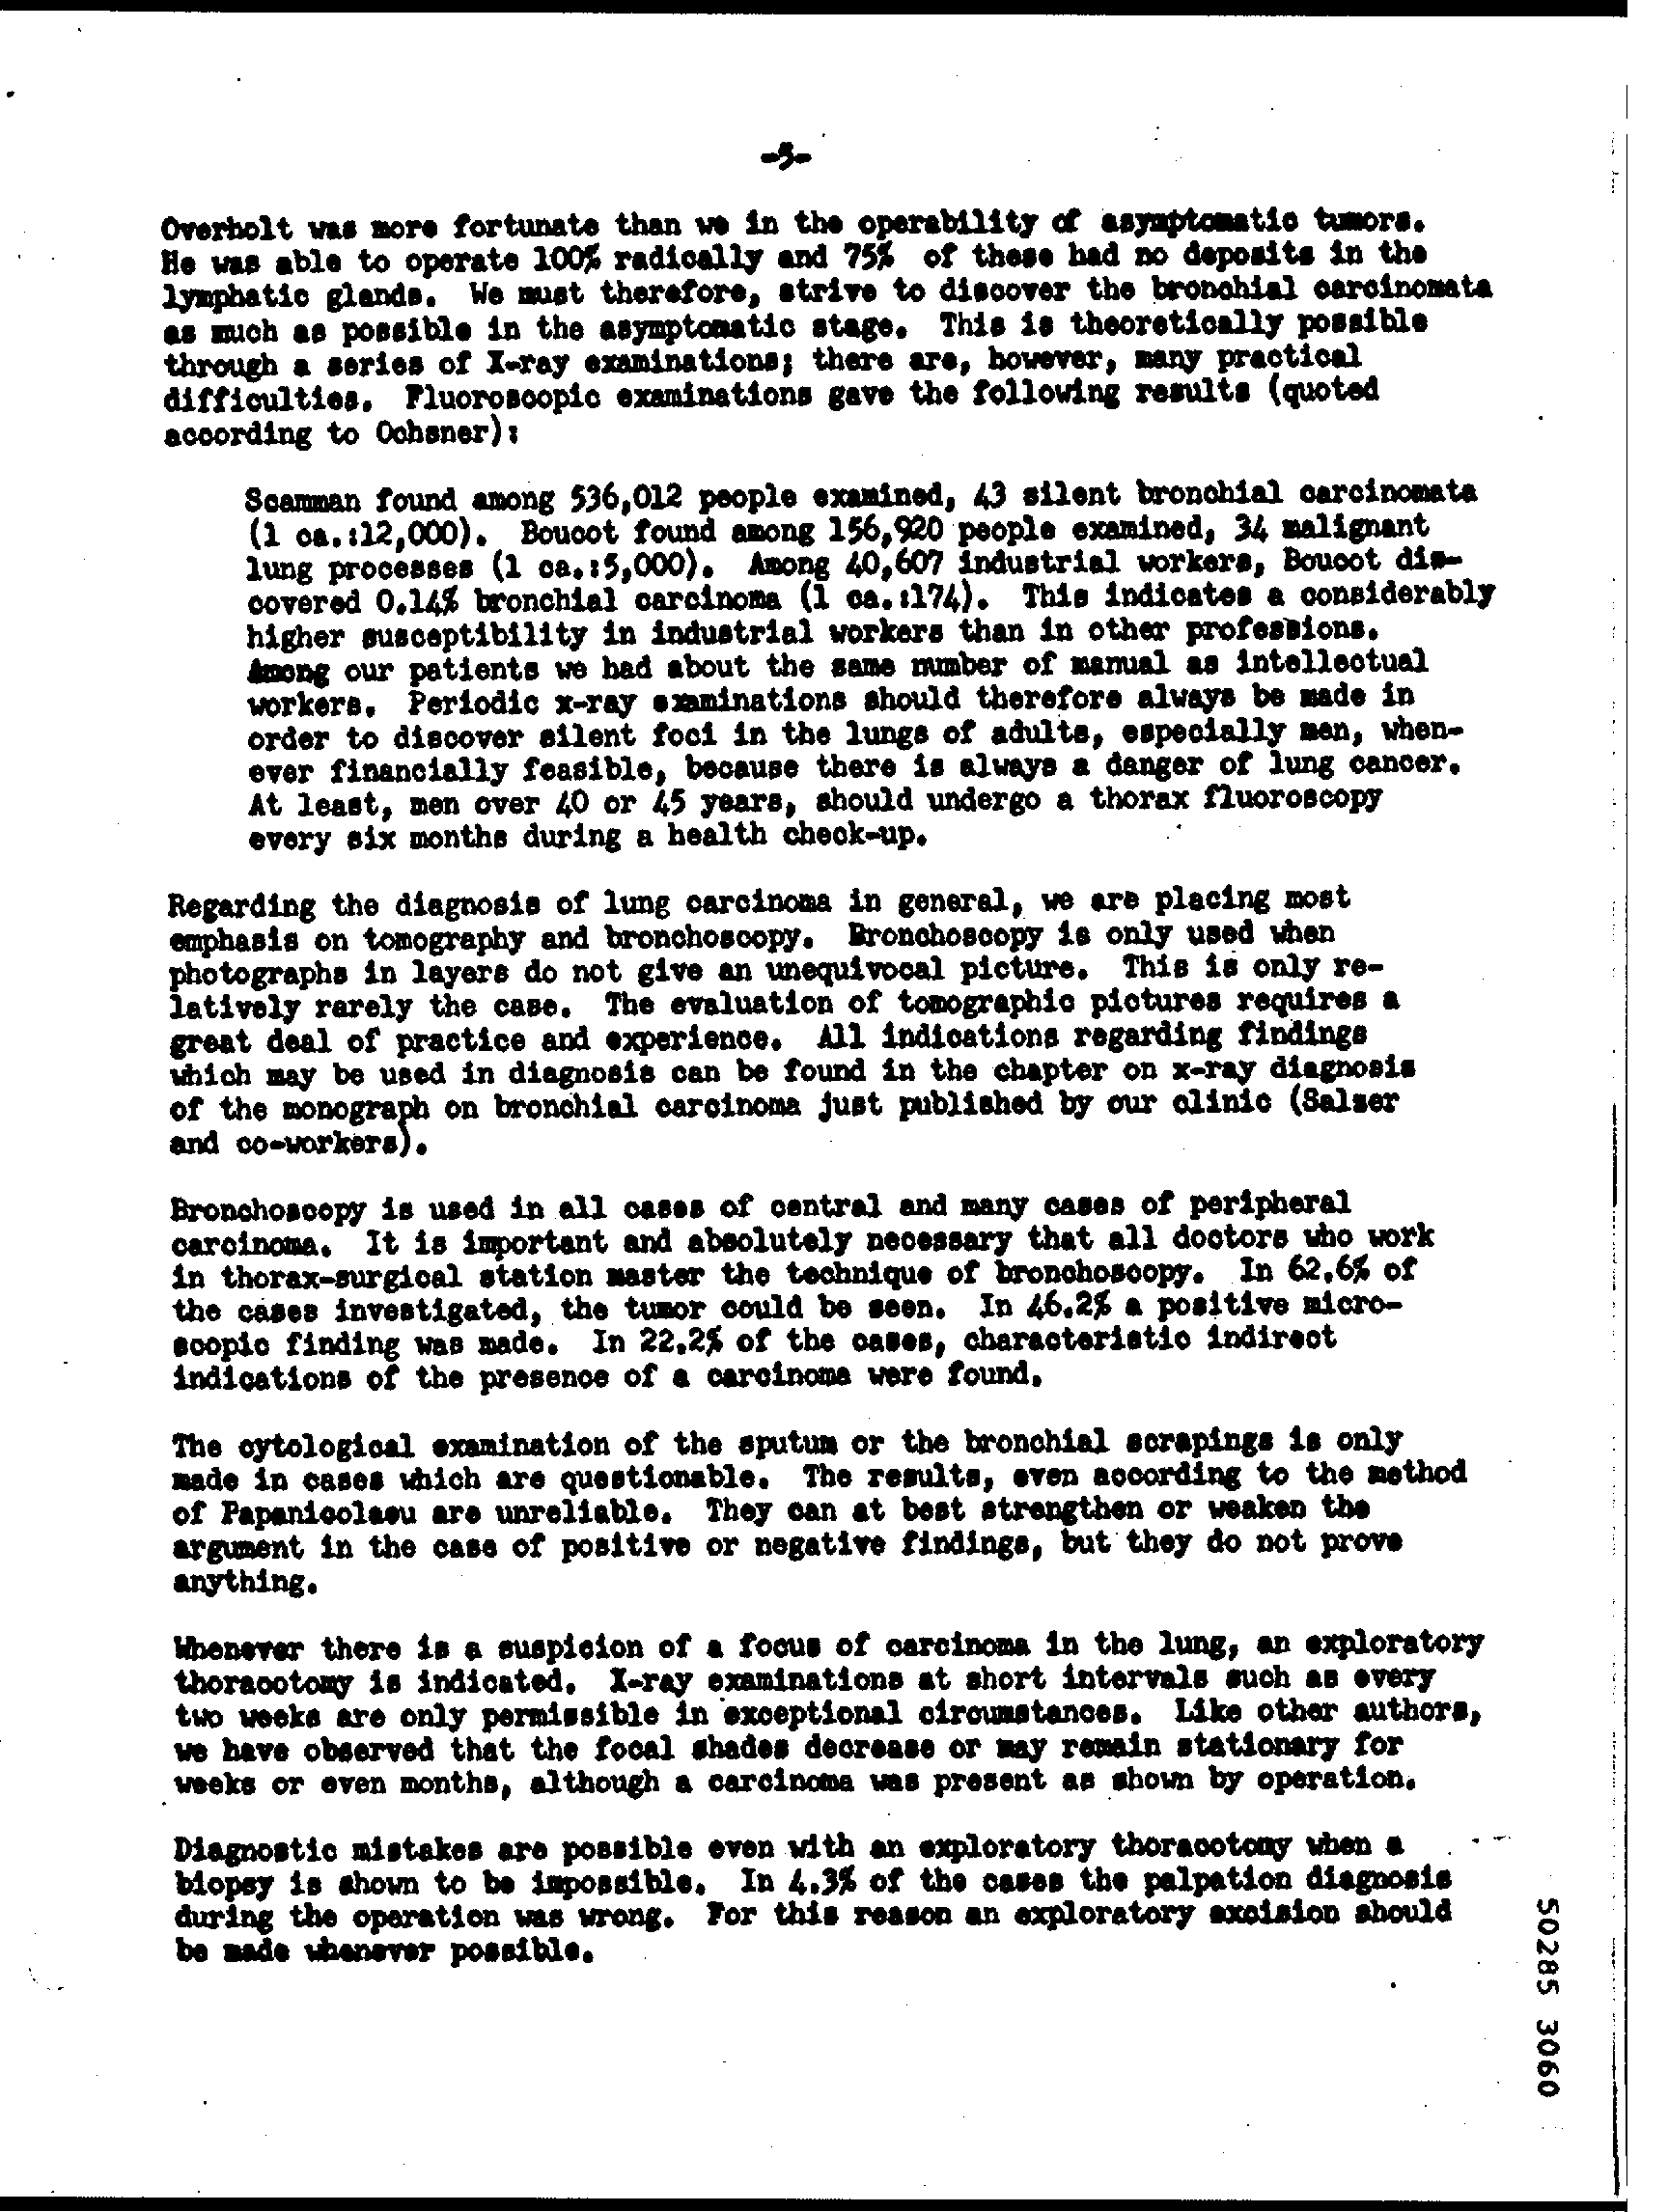 -5-
Overholt was more fortunate than we in the operability of asymptomatic tumors.
He was able to operate 100% radically and 75% of these had no deposits in the
lymphatic glands. We must therefore, strive to discover the bronchial carcinomata
as much as possible in the asymptomatic stage. This is theoretically possible
through a series of X-ray examinations; there are, however, many practical
difficulties. Fluoroscopic examinations gave the following results (quoted
according to Ochsner):
Scamman found among 536,012 people examined, 43 silent bronchial carcinomata
(1 ca.:12,000). Boucot found among 156,920 people examined, 34 malignant
lung processes (1 ca.:5,000). Among 40,607 industrial workers, Boucot dis-
covered 0.14% bronchial carcinoma (1 ca.:174). This indicates a considerably
higher susceptibility in industrial workers than in other professions.
Among our patients we had about the same number of manual as intellectual
workers. Periodic x-ray examinations should therefore always be made in
order to discover silent foci in the lungs of adults, especially men, when-
ever financially feasible, because there is always a danger of lung cancer.
At least, men over 40 or 45 years, should undergo a thorax fluoroscopy
every six months during a health check-up.
Regarding the diagnosis of lung carcinoma in general, we are placing most
emphasis on tomography and bronchoscopy. Bronchoscopy is only used when
photographs in layers do not give an unequivocal picture. This is only re-
latively rarely the case. The evaluation of tomographic pictures requires a
great deal of practice and experience. All indications regarding findings
which may be used in diagnosis can be found in the chapter on x-ray diagnosis
of the monograph on bronchial carcinoma just published by our clinic (Salzer
and co-workers).
Bronchoscopy is used in all cases of central and many cases of peripheral
carcinoma. It is important and absolutely necessary that all doctors who work
in thorax-surgical station master the technique of bronchoscopy. In 62.6% of
the cases investigated, the tumor could be seen. In 46.2% a positive micro-
scopic finding was made. In 22.2% of the cases, characteristic indirect
indications of the presence of a carcinoma were found.
The cytological examination of the sputum or the bronchial scrapings is only
made in cases which are questionable. The results, even according to the method
of Papanicolaeu are unreliable. They can at best strengthen or weaken the
argument in the case of positive or negative findings, but they do not prove
anything.
Whenever there is a suspicion of a focus of carcinoma in the lung, an exploratory
thoracotomy is indicated. X-ray examinations at short intervals such as every
two weeks are only permissible in exceptional circumstances. Like other authors,
we have observed that the focal shades decrease or may remain stationary for
weeks or even months, although a carcinoma was present as shown by operation.
Diagnostic mistakes are possible even with an exploratory thoracotomy when a
biopsy is shown to be impossible. In 4.3% of the cases the palpation diagnosis
during the operation was wrong. For this reason an exploratory excision should
be made whenever possible.
50285 3060